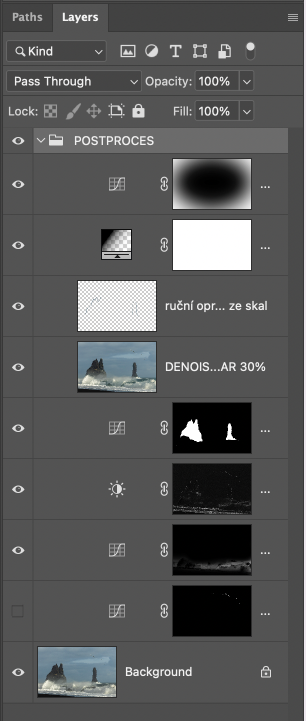 Paths Layers
Kind
Pass Through Opacity: 100%
Lock: Fill: 100%
POSTPROCES
...
...
ruční opr... ze skal
DENOIS...AR 30%
...
...
...
...
Background